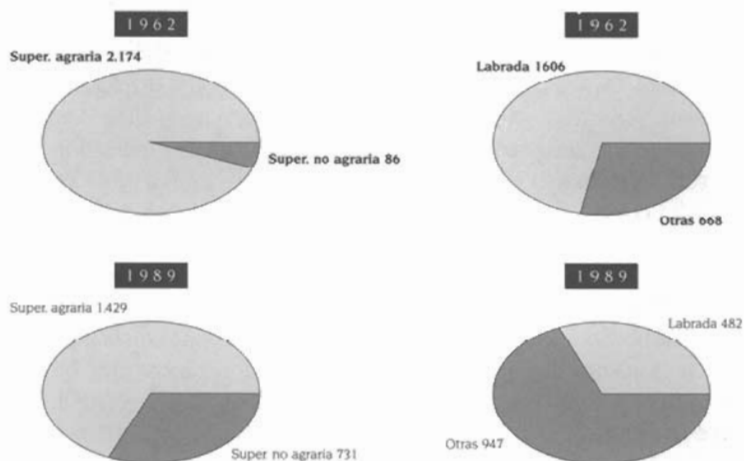 1962
Super. agraria 2.174
Super. no agraria 86
1962
Labrada 1606
Otras 668
1989
Super. agraria 1.429
Super no agraria 731
1989
Labrada 482
Otras 947